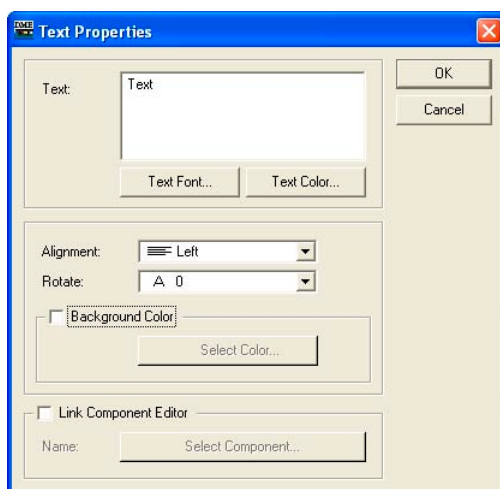 DME Text Properties
Text: Text
OK
Cancel
Text Font... Text Color...
Alignment: Left
Rotate: A 0
Background Color
Select Color...
Link Component Editor
Name: Select Component...